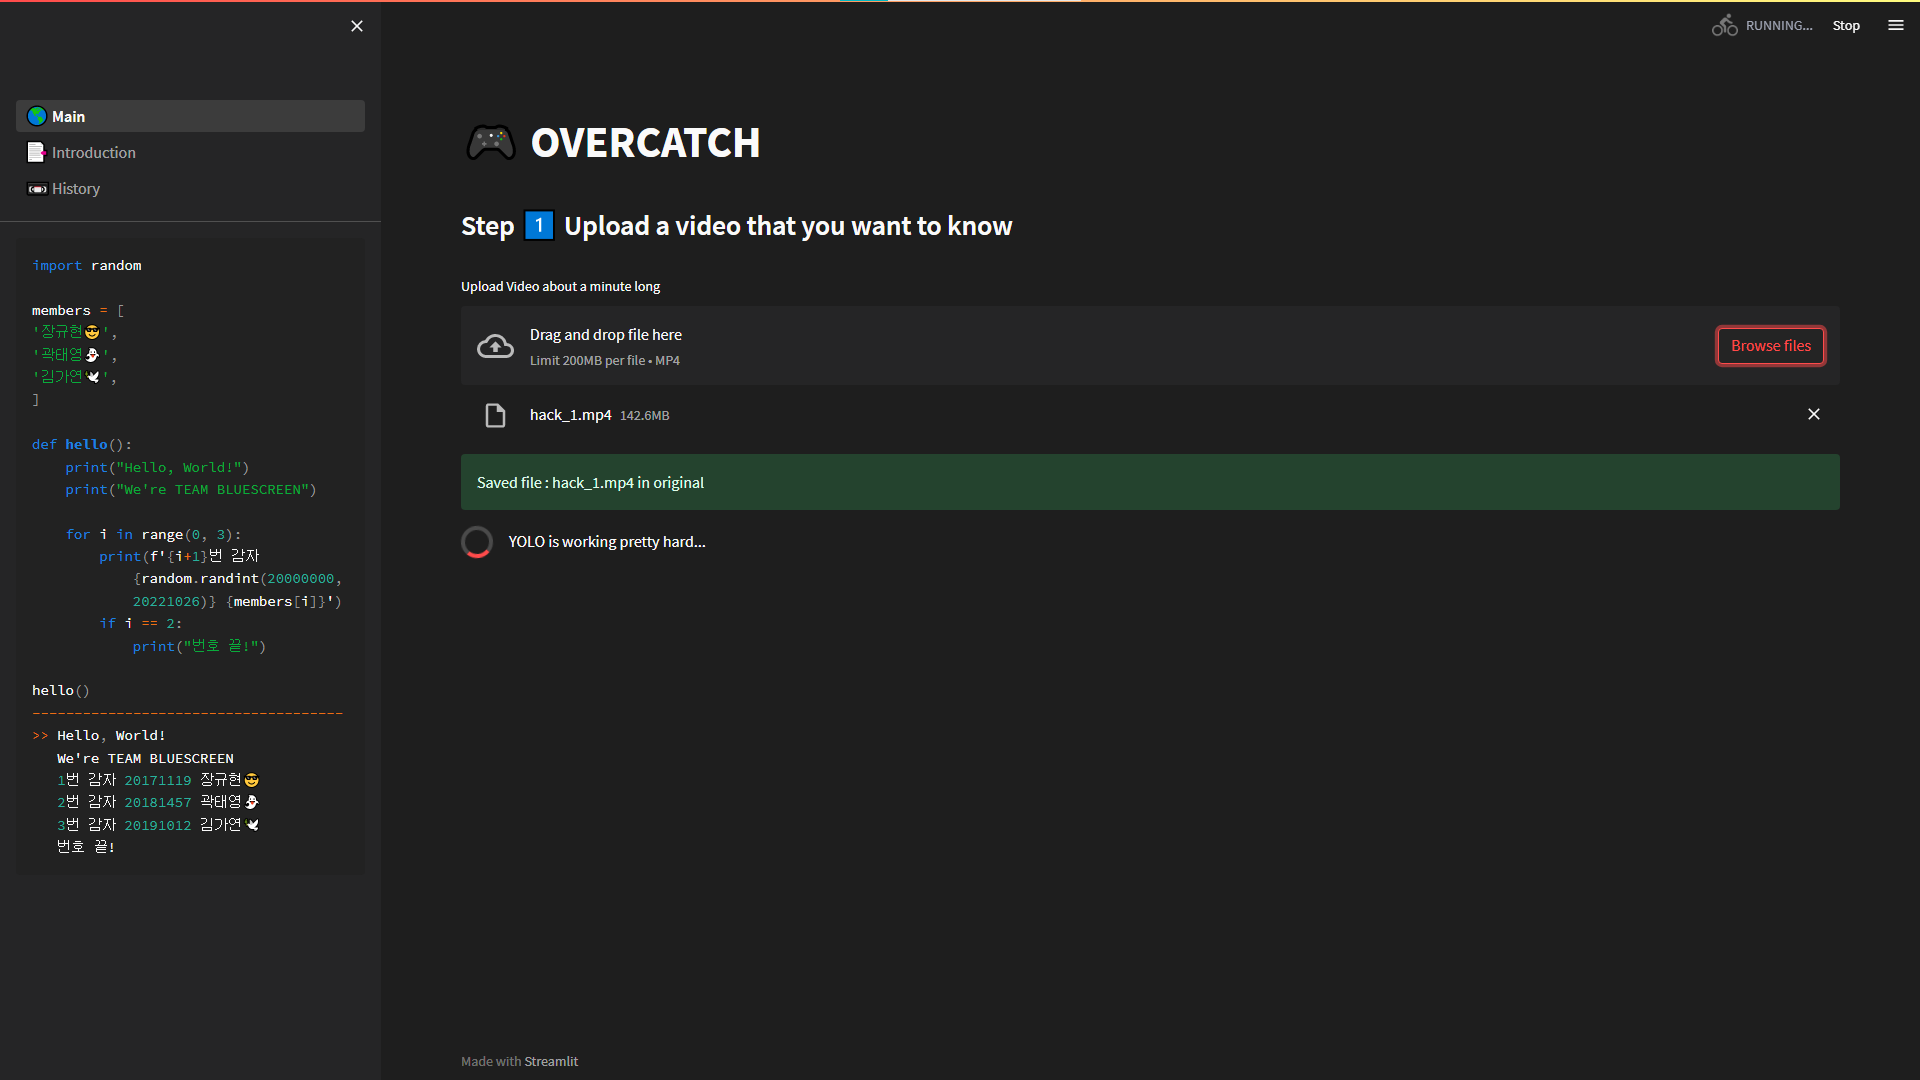 RUNNING...
Stop
Main
Introduction
History
import random
members = [
'장규현😎',
'곽태영👻',
'김가연🕊',
]
def hello():
print("Hello, World!")
print("We're TEAM BLUESCREEN")
for i in range(0, 3):
print(f'{i+1}번 감자
{random.randint(20000000,
20221026)} {members[i]}')
if i == 2:
print("번호 끝!")
hello()
-------------------------------------
>> Hello, World!
We're TEAM BLUESCREEN
1번 감자 20171119 장규현😎
2번 감자 20181457 곽태영👻
3번 감자 20191012 김가연🕊
번호 끝!
OVERCATCH
Step 1 Upload a video that you want to know
Upload Video about a minute long
Drag and drop file here
Limit 200MB per file • MP4
Browse files
hack_1.mp4 142.6MB
Saved file : hack_1.mp4 in original
YOLO is working pretty hard...
Made with Streamlit